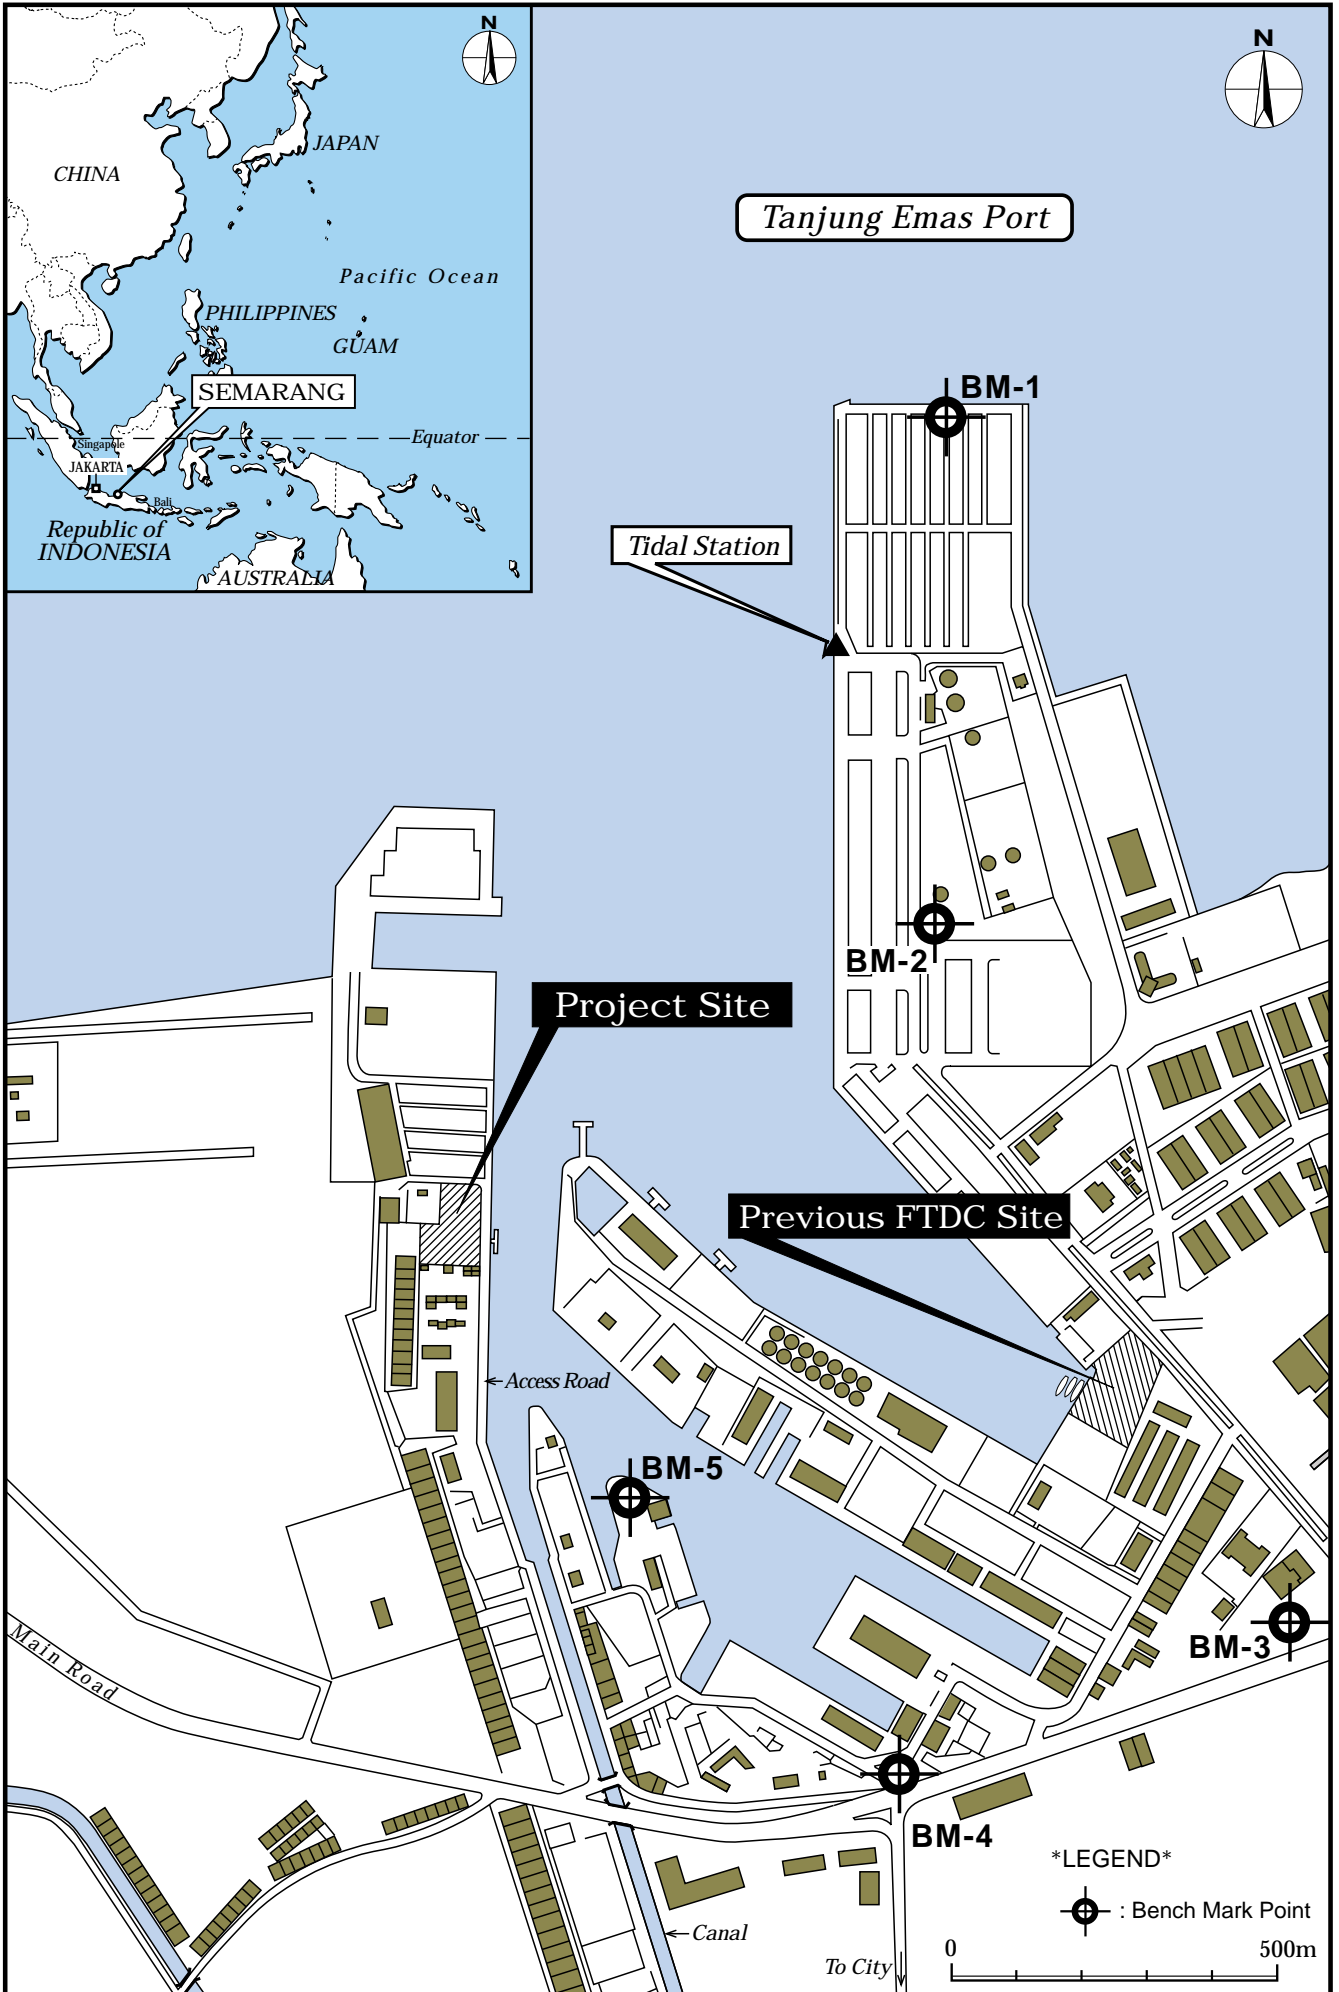 N
JAPAN
CHINA
Pacific Ocean
PHILIPPINES
GUAM
SEMARANG
Equator
Singapole
JAKARTA
Bali
Republic of
INDONESIA
AUSTRALIA
N
Tanjung Emas Port
BM-1
Tidal Station
BM-2
Project Site
Previous FTDC Site
Access Road
BM-5
BM-3
Main Road
BM-4
*LEGEND*
: Bench Mark Point
Canal
To City
0 500m